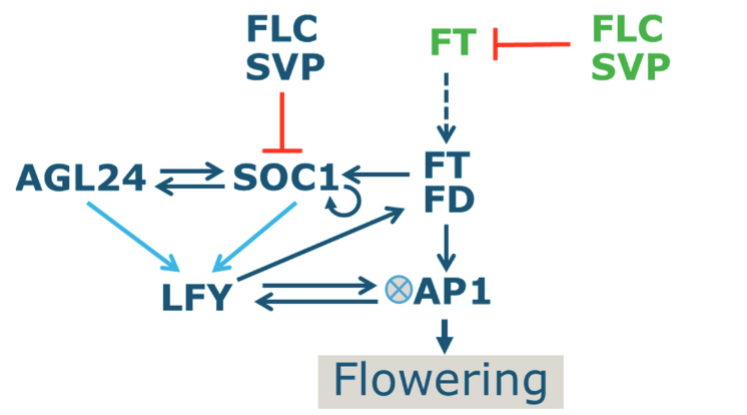 FLC
SVP
FT
FLC
SVP
AGL24
SOC1
FT
FD
LFY
AP1
Flowering